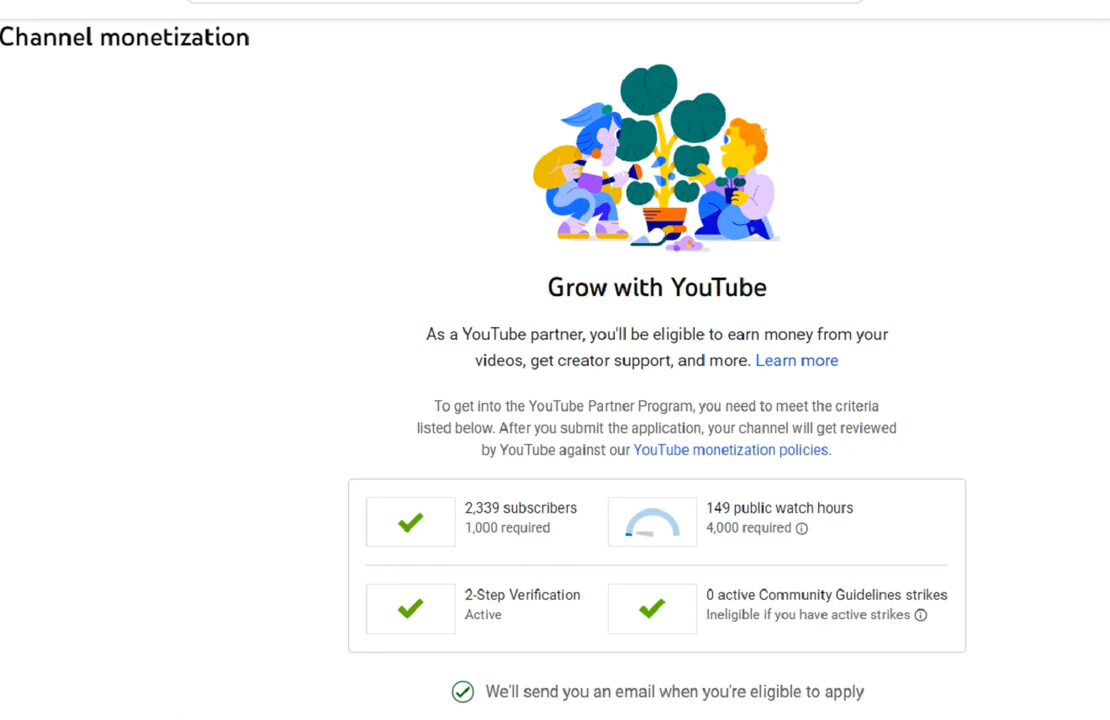 Channel monetization
Grow with YouTube
As a YouTube partner, you'll be eligible to earn money from your
videos, get creator support, and more. Learn more
To get into the YouTube Partner Program, you need to meet the criteria
listed below. After you submit the application, your channel will get reviewed
by YouTube against our YouTube monetization policies.
2,339 subscribers
1,000 required
149 public watch hours
4,000 required
2-Step Verification
Active
0 active Community Guidelines strikes
Ineligible if you have active strikes
We'll send you an email when you're eligible to apply